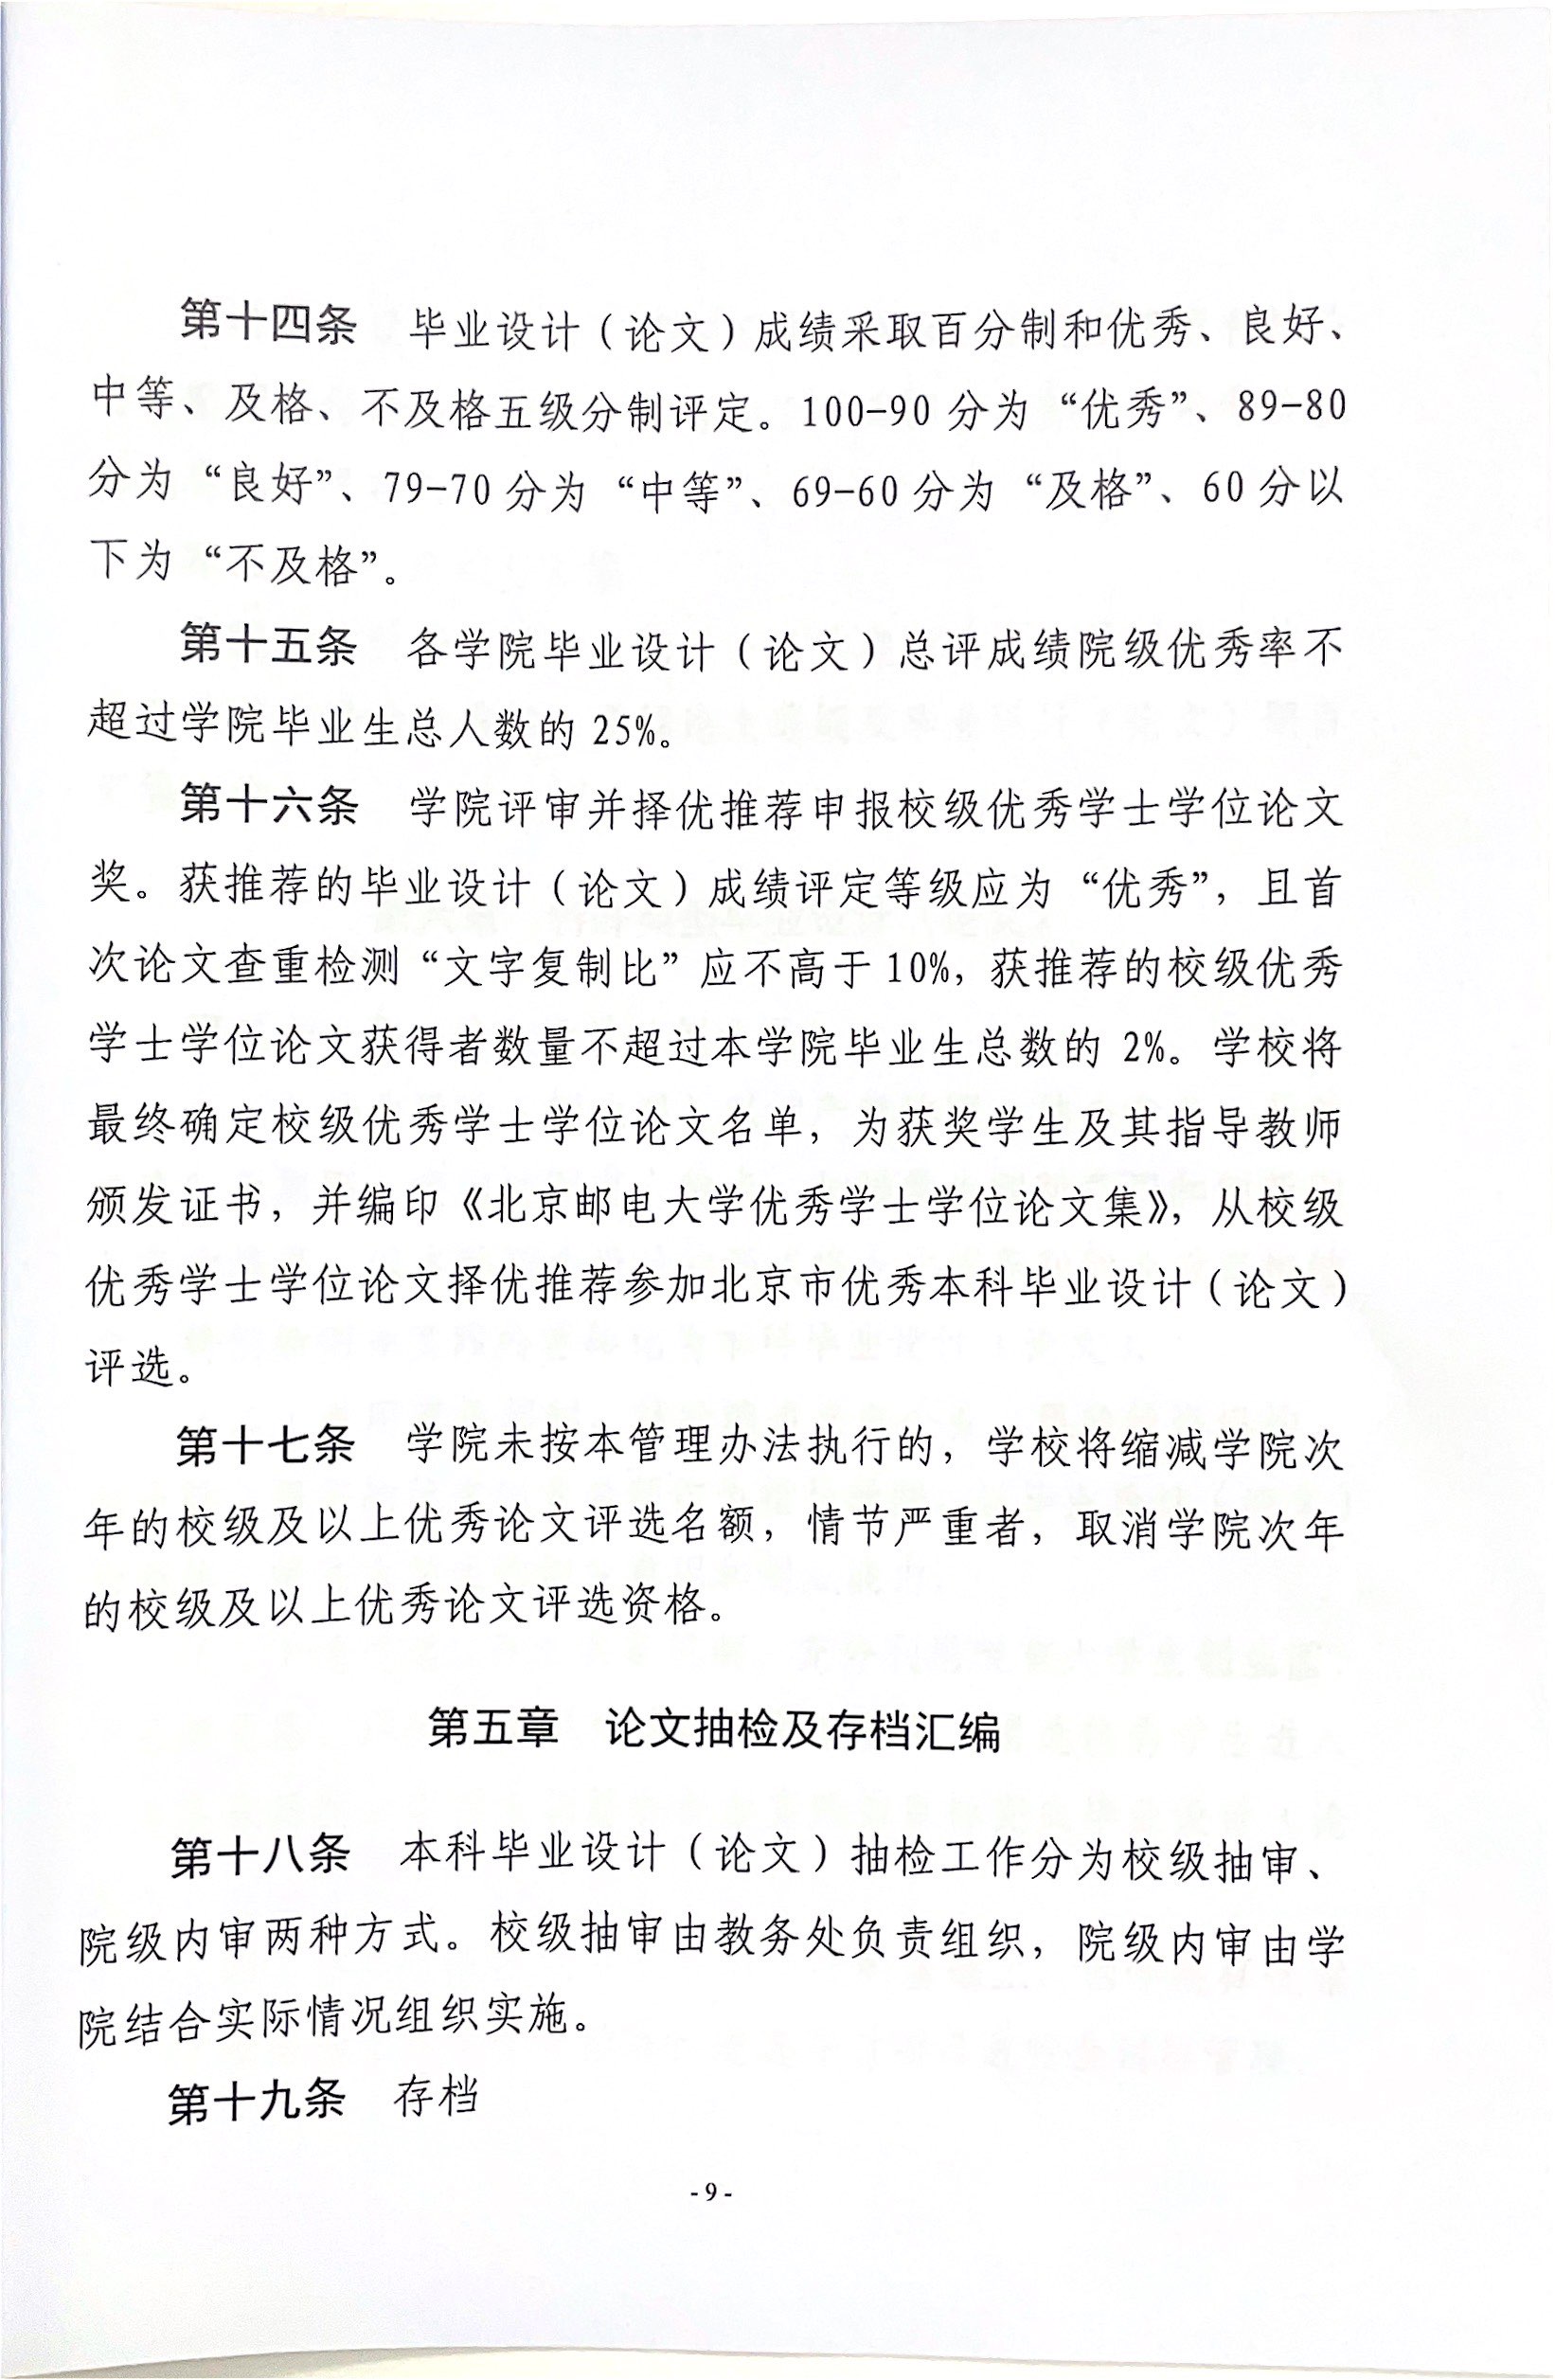 第十四条 毕业设计（论文）成绩采取百分制和优秀、良好、
中等、及格、不及格五级分制评定。100-90 分为“优秀”、89-80
分为“良好”、79-70 分为“中等”、69-60 分为“及格”、60 分以
下为“不及格”。
第十五条 各学院毕业设计（论文）总评成绩院级优秀率不
超过学院毕业生总人数的 25%。
第十六条 学院评审并择优推荐申报校级优秀学士学位论文
奖。获推荐的毕业设计（论文）成绩评定等级应为“优秀”，且首
次论文查重检测“文字复制比”应不高于 10%，获推荐的校级优秀
学士学位论文获得者数量不超过本学院毕业生总数的 2%。学校将
最终确定校级优秀学士学位论文名单，为获奖学生及其指导教师
颁发证书，并编印《北京邮电大学优秀学士学位论文集》，从校级
优秀学士学位论文择优推荐参加北京市优秀本科毕业设计（论文）
评选。
第十七条 学院未按本管理办法执行的，学校将缩减学院次
年的校级及以上优秀论文评选名额，情节严重者，取消学院次年
的校级及以上优秀论文评选资格。
第五章 论文抽检及存档汇编
第十八条 本科毕业设计（论文）抽检工作分为校级抽审、
院级内审两种方式。校级抽审由教务处负责组织，院级内审由学
院结合实际情况组织实施。
第十九条 存档
- 9 -